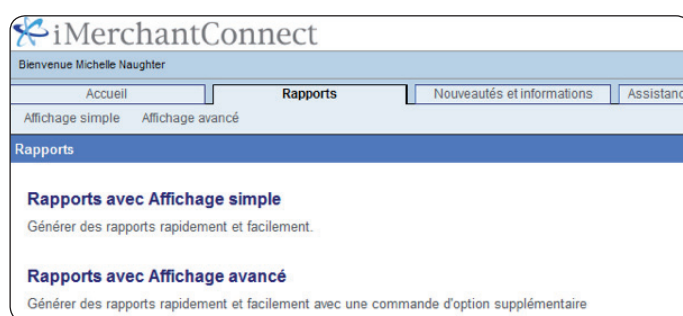 iMerchantConnect
Bienvenue Michelle Naughter
Accueil Rapports Nouveautés et informations Assistanc
Affichage simple Affichage avancé
Rapports
Rapports avec Affichage simple
Générer des rapports rapidement et facilement.
Rapports avec Affichage avancé
Générer des rapports rapidement et facilement avec une commande d'option supplémentaire